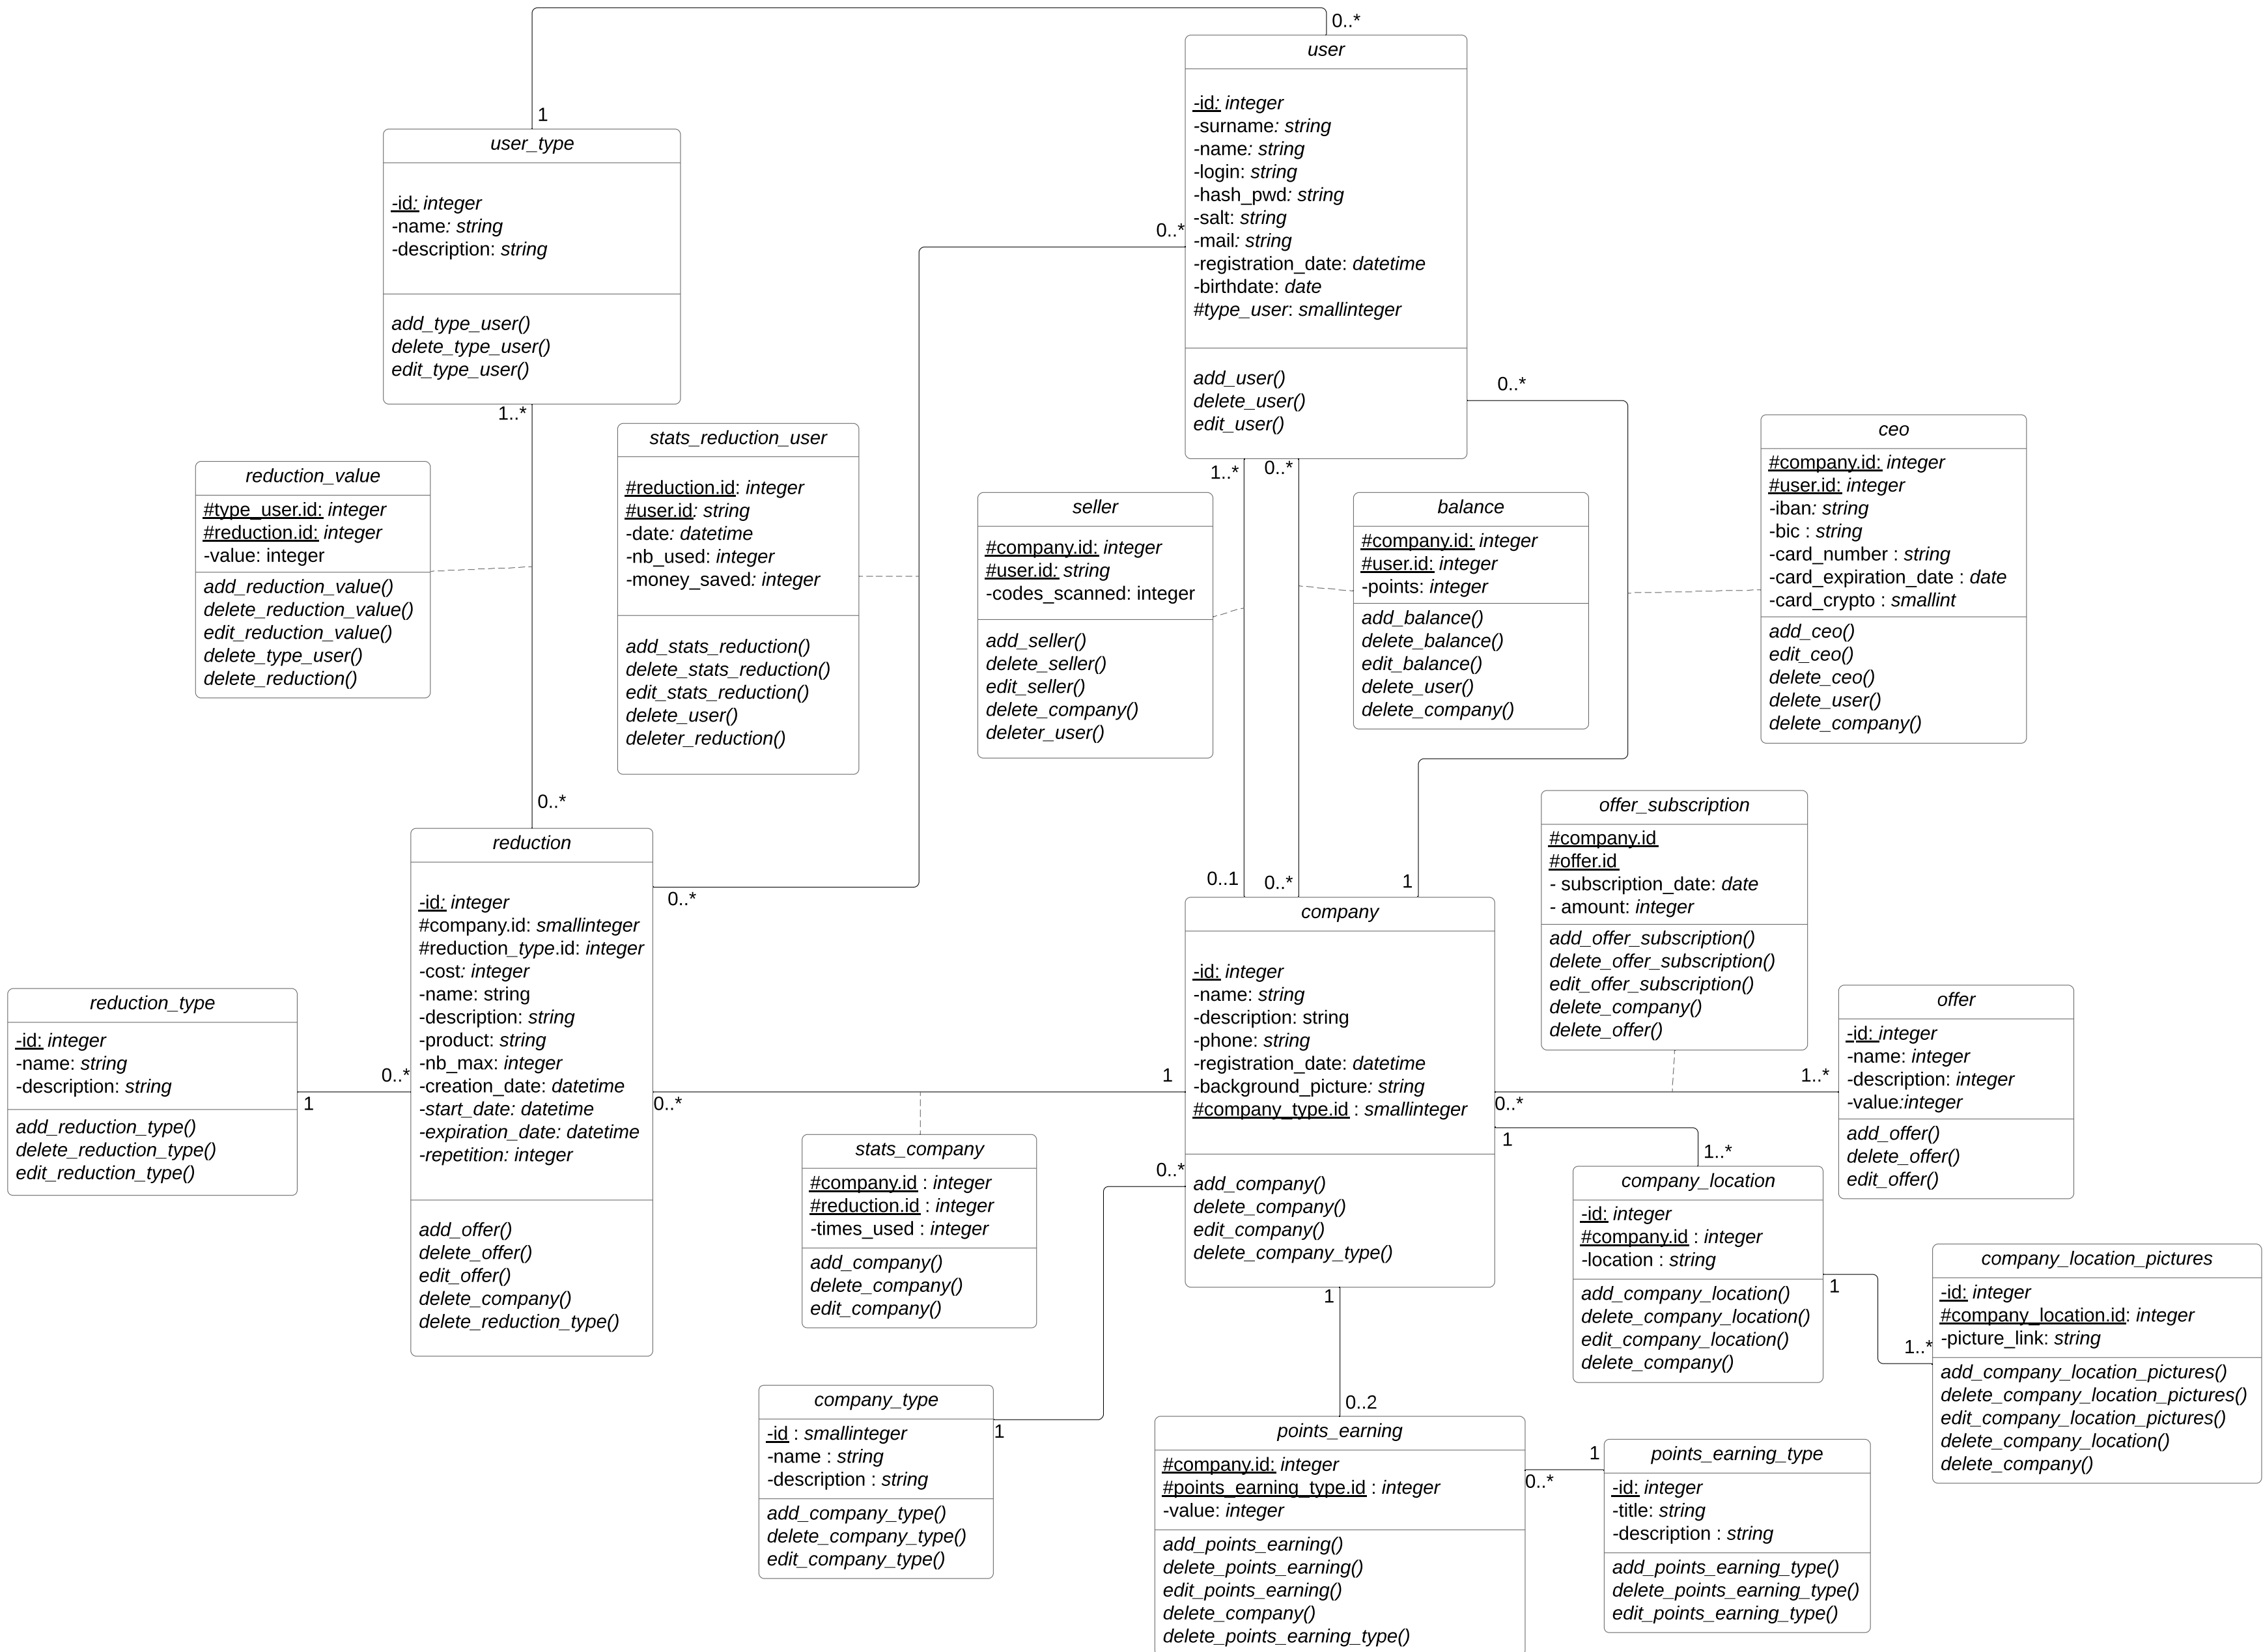 0..*
user
-id: integer
-surname: string
-name: string
-login: string
-hash_pwd: string
-salt: string
-mail: string
-registration_date: datetime
-birthdate: date
#type_user: smallinteger
add_user()
delete_user()
edit_user()
1
user_type
-id: integer
-name: string
-description: string
add_type_user()
delete_type_user()
edit_type_user()
0..*
0..*
1..*
1..*
0..*
reduction_value
#type_user.id: integer
#reduction.id: integer
-value: integer
add_reduction_value()
delete_reduction_value()
edit_reduction_value()
delete_type_user()
delete_reduction()
stats_reduction_user
#reduction.id: integer
#user.id: string
-date: datetime
-nb_used: integer
-money_saved: integer
add_stats_reduction()
delete_stats_reduction()
edit_stats_reduction()
delete_user()
deleter_reduction()
seller
#company.id: integer
#user.id: string
-codes_scanned: integer
add_seller()
delete_seller()
edit_seller()
delete_company()
deleter_user()
balance
#company.id: integer
#user.id: integer
-points: integer
add_balance()
delete_balance()
edit_balance()
delete_user()
delete_company()
ceo
#company.id: integer
#user.id: integer
-iban: string
-bic : string
-card_number : string
-card_expiration_date : date
-card_crypto : smallint
add_ceo()
edit_ceo()
delete_ceo()
delete_user()
delete_company()
0..*
0..*
0..1
0..*
1
reduction
-id: integer
#company.id: smallinteger
#reduction_type.id: integer
-cost: integer
-name: string
-description: string
-product: string
-nb_max: integer
-creation_date: datetime
-start_date: datetime
-expiration_date: datetime
-repetition: integer
add_offer()
delete_offer()
edit_offer()
delete_company()
delete_reduction_type()
offer_subscription
#company.id
#offer.id
- subscription_date: date
- amount: integer
add_offer_subscription()
delete_offer_subscription()
edit_offer_subscription()
delete_company()
delete_offer()
company
-id: integer
-name: string
-description: string
-phone: string
-registration_date: datetime
-background_picture: string
#company_type.id : smallinteger
add_company()
delete_company()
edit_company()
delete_company_type()
reduction_type
-id: integer
-name: string
-description: string
add_reduction_type()
delete_reduction_type()
edit_reduction_type()
0..*
1
0..*
1
0..*
1..*
offer
-id: integer
-name: integer
-description: integer
-value:integer
add_offer()
delete_offer()
edit_offer()
1
1..*
stats_company
#company.id : integer
#reduction.id : integer
-times_used : integer
add_company()
delete_company()
edit_company()
0..*
company_location
-id: integer
#company.id : integer
-location : string
add_company_location()
delete_company_location()
edit_company_location()
delete_company()
1
1..*
company_location_pictures
-id: integer
#company_location.id: integer
-picture_link: string
add_company_location_pictures()
delete_company_location_pictures()
edit_company_location_pictures()
delete_company_location()
delete_company()
company_type
-id : smallinteger
-name : string
-description : string
add_company_type()
delete_company_type()
edit_company_type()
1
1
0..2
points_earning
#company.id: integer
#points_earning_type.id : integer
-value: integer
add_points_earning()
delete_points_earning()
edit_points_earning()
delete_company()
delete_points_earning_type()
0..*
1
points_earning_type
-id: integer
-title: string
-description : string
add_points_earning_type()
delete_points_earning_type()
edit_points_earning_type()